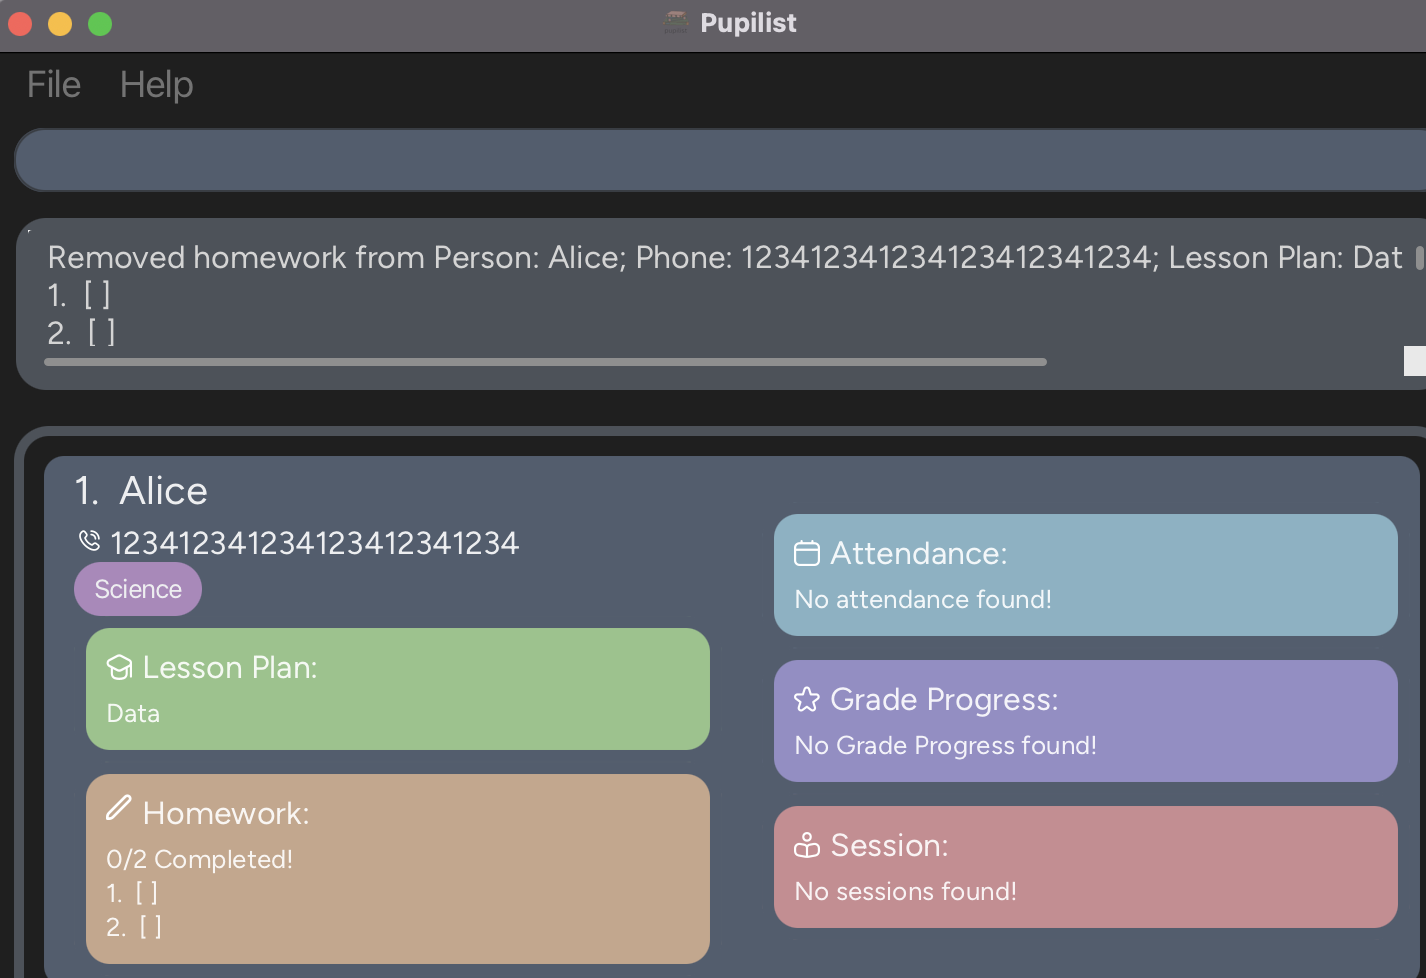 Pupilist
File Help
Removed homework from Person: Alice; Phone: 1234123412341234123412341234; Lesson Plan: Dat
1. [ ]
2. [ ]
1. Alice
1234123412341234123412341234
Science
Lesson Plan:
Data
Homework:
0/2 Completed!
1. [ ]
2. [ ]
Attendance:
No attendance found!
Grade Progress:
No Grade Progress found!
Session:
No sessions found!